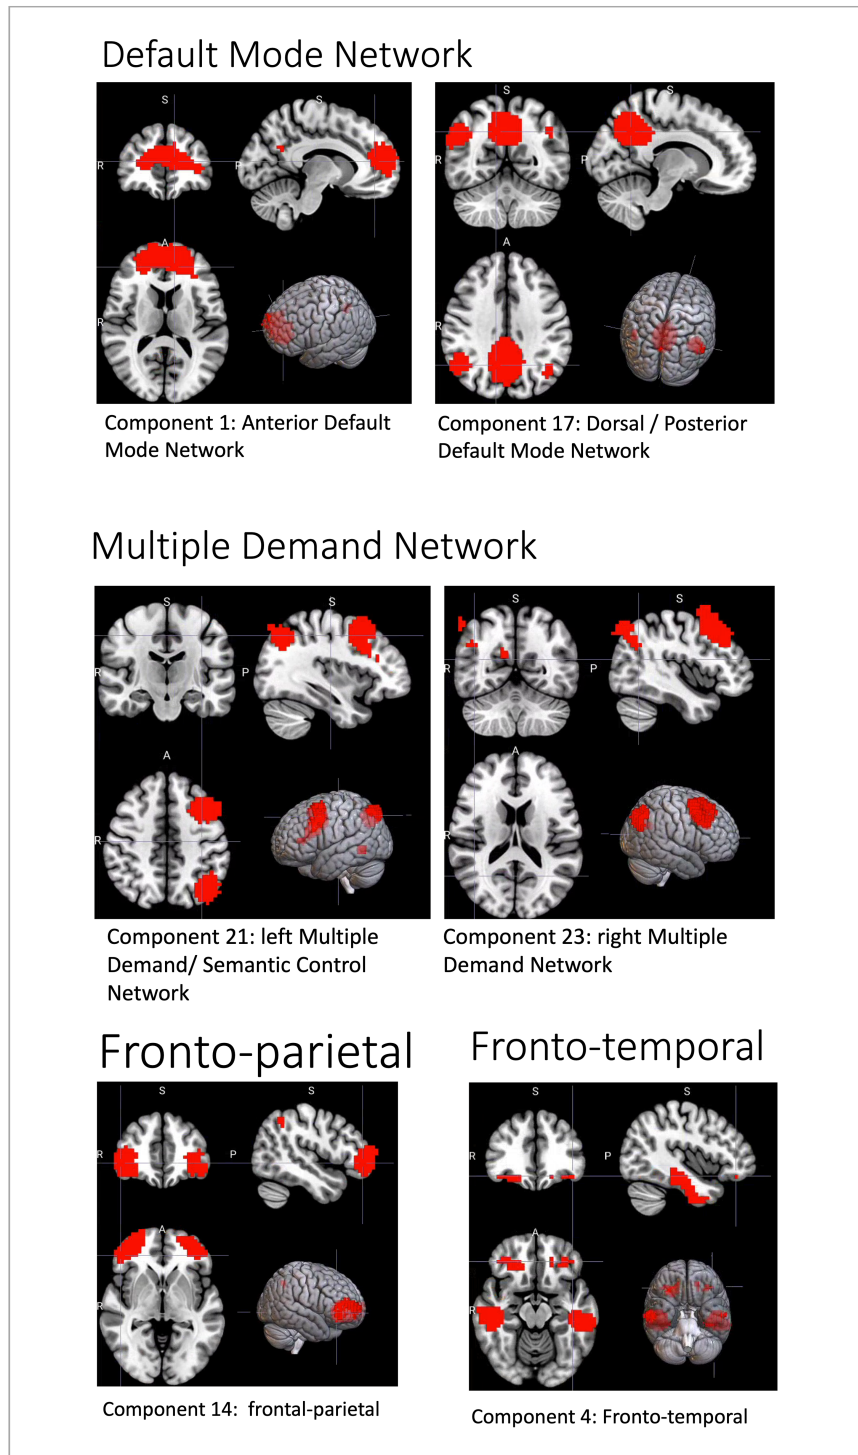 Default Mode Network
S
S
R
P
A
R
S
S
R
P
A
R
Component 1: Anterior Default
Mode Network
Component 17: Dorsal / Posterior
Default Mode Network
Multiple Demand Network
S
S
R
P
A
R
S
S
R
P
A
R
Component 21: left Multiple
Demand/ Semantic Control
Network
Component 23: right Multiple
Demand Network
Fronto-parietal
Fronto-temporal
S
S
R
P
A
R
S
S
R
P
A
R
Component 14:  frontal-parietal
Component 4: Fronto-temporal